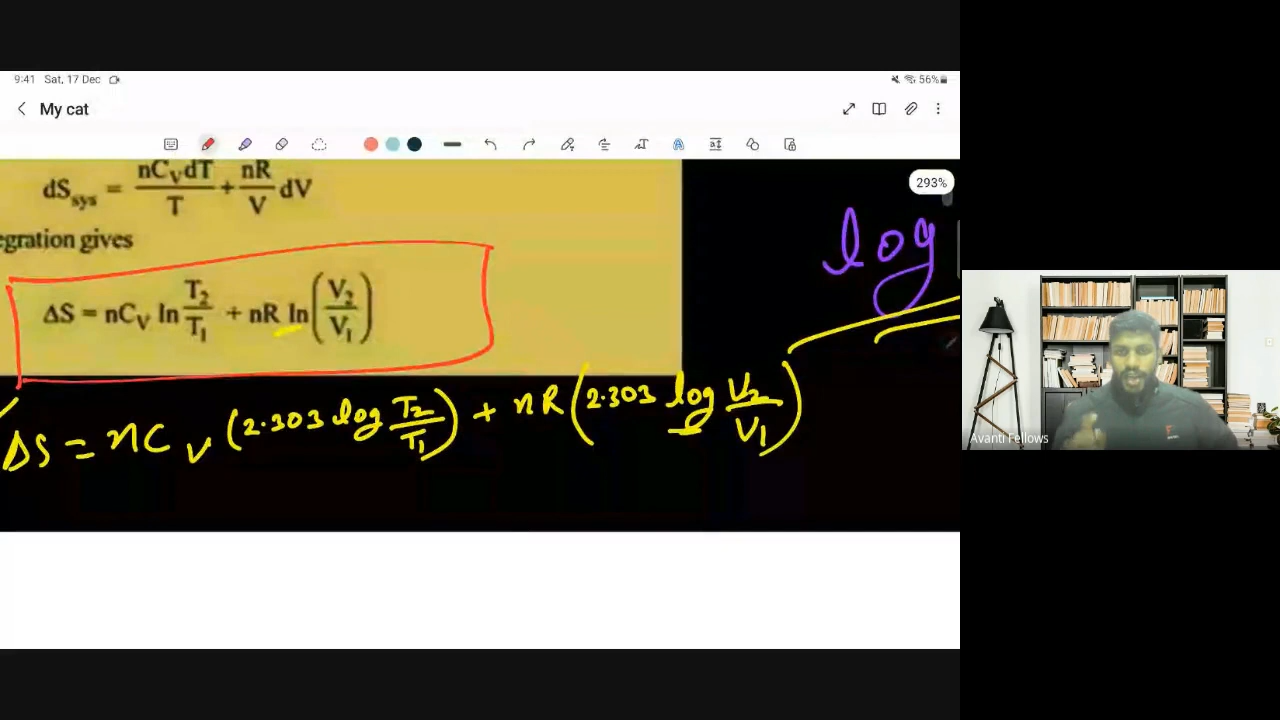 9:41 Sat, 17 Dec 56%
My cat
293%
dS_sys = nC_V dT / T + nR / V dV
egration gives
log
ΔS = nC_V ln T₂/T₁ + nR ln (V₂/V₁)
ΔS = nC_V (2.303 log T₂/T₁) + nR (2.303 log V₂/V₁)
Avanti Fellows